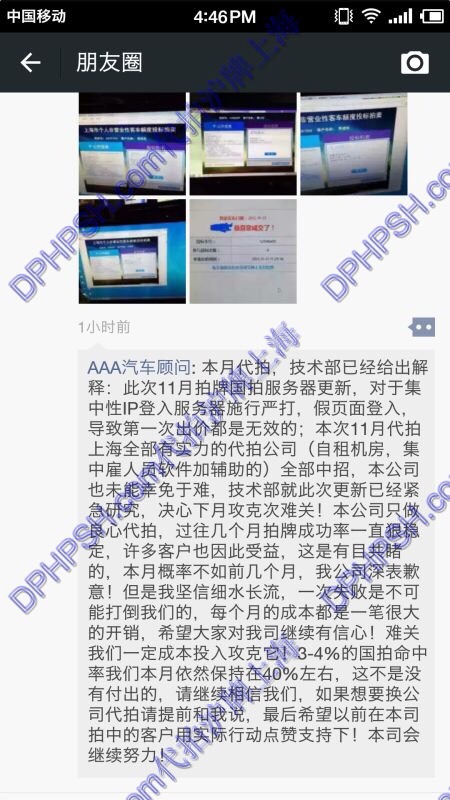 中国移动 4:46PM
朋友圈
上海市个人非营业性客车额度投标拍卖
恭喜您成交了！
1小时前
AAA汽车顾问: 本月代拍，技术部已经给出解
释：此次11月拍牌国拍服务器更新，对于集
中性IP登入服务器施行严打，假页面登入，
导致第一次出价都是无效的；本次11月代拍
上海全部有实力的代拍公司（自租机房，集
中雇人员软件加辅助的）全部中招，本公司
也未能幸免于难，技术部就此次更新已经紧
急研究，决心下月攻克次难关！本公司只做
良心代拍，过往几个月拍牌成功率一直很稳
定，许多客户也因此受益，这是有目共睹
的，本月概率不如前几个月，我公司深表歉
意！但是我坚信细水长流，一次失败是不可
能打倒我们的，每个月的成本都是一笔很大
的开销，希望大家对我司继续有信心！难关
我们一定成本投入攻克它！3-4%的国拍命中
率我们本月依然保持在40%左右，这不是没
有付出的，请继续相信我们，如果想要换公
司代拍请提前和我说，最后希望以前在本司
拍中的客户用实际行动点赞支持下！本司会
继续努力！
DPHPSH.com代拍沪牌上海